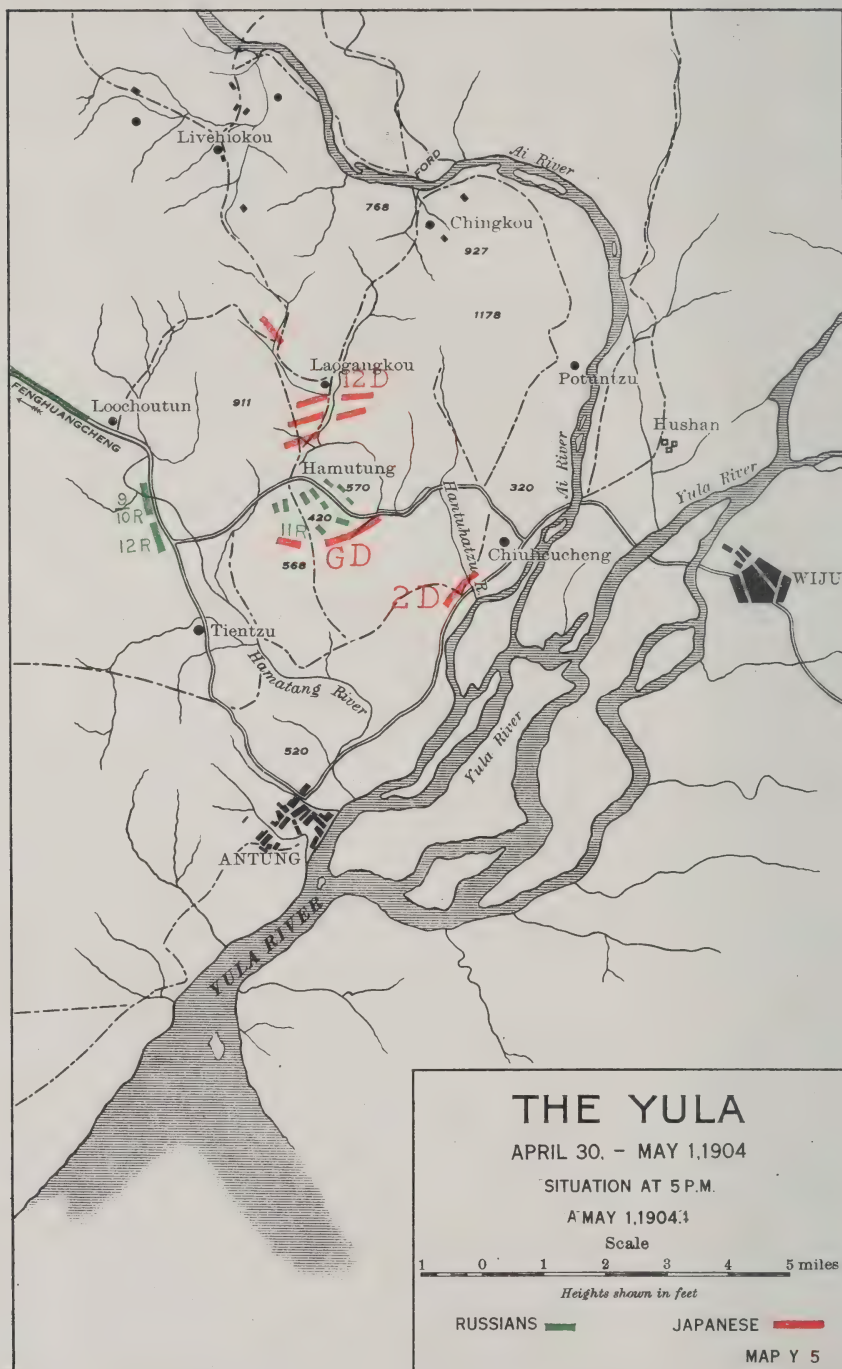 Livehiokou
FORD
Ai River
768
Chingkou
927
1178
Laogangkou
12D
911
Potuntzu
FENGHUANGCHENG
Loochoutun
Hushan
Ai River
Yula River
Hamutung
570
320
Hantuhatzu R.
9
10R
420
11R
12R
GD
568
Chiuheucheng
WIJU
2D
Tientzu
Hamatang River
Yula River
520
ANTUNG
YULA RIVER
THE YULA
APRIL 30, - MAY 1,1904
SITUATION AT 5 P.M.
MAY 1,1904
Scale
1 0 1 2 3 4 5 miles
Heights shown in feet
RUSSIANS JAPANESE
MAP Y 5